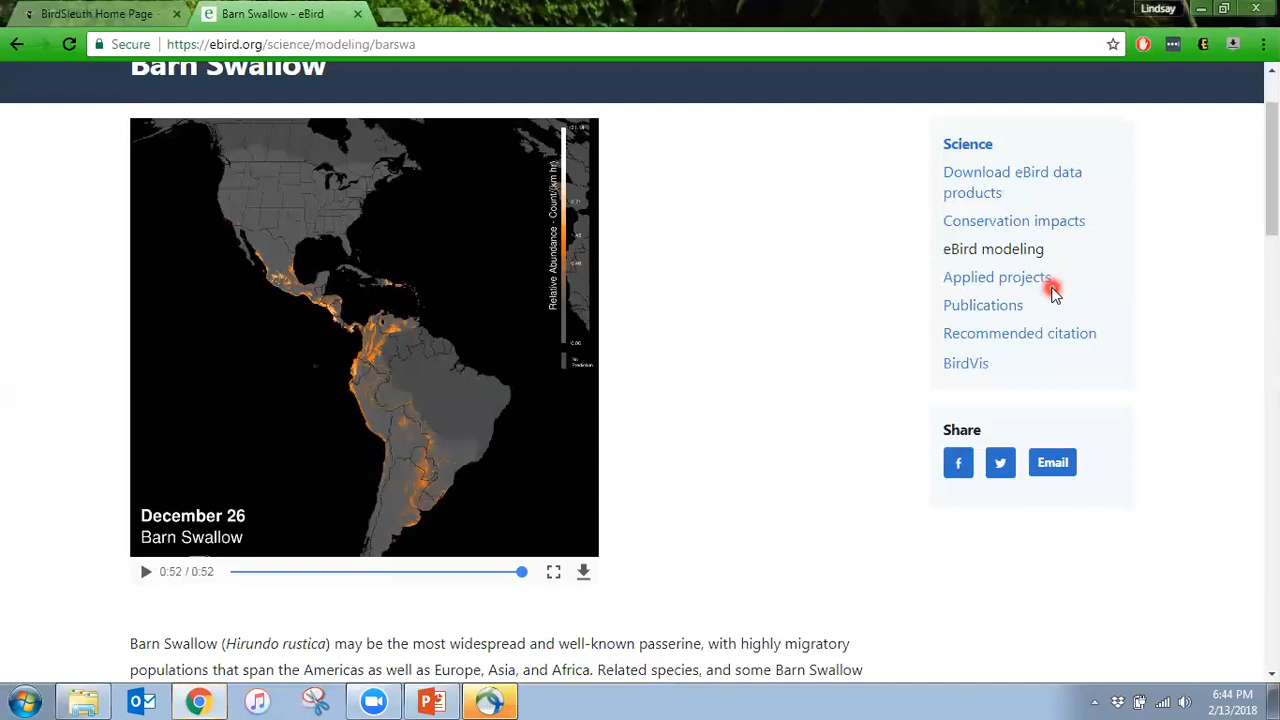 BirdSleuth Home Page
Barn Swallow - eBird
Lindsay
Secure
https://ebird.org/science/modeling/barswa
Barn Swallow
Relative Abundance - Count/(km hr)
0.00
No
Prediction
December 26
Barn Swallow
0:52 / 0:52
Science
Download eBird data
products
Conservation impacts
eBird modeling
Applied projects
Publications
Recommended citation
BirdVis
Share
Email
Barn Swallow (Hirundo rustica) may be the most widespread and well-known passerine, with highly migratory
populations that span the Americas as well as Europe, Asia, and Africa. Related species, and some Barn Swallow
6:44 PM
2/13/2018